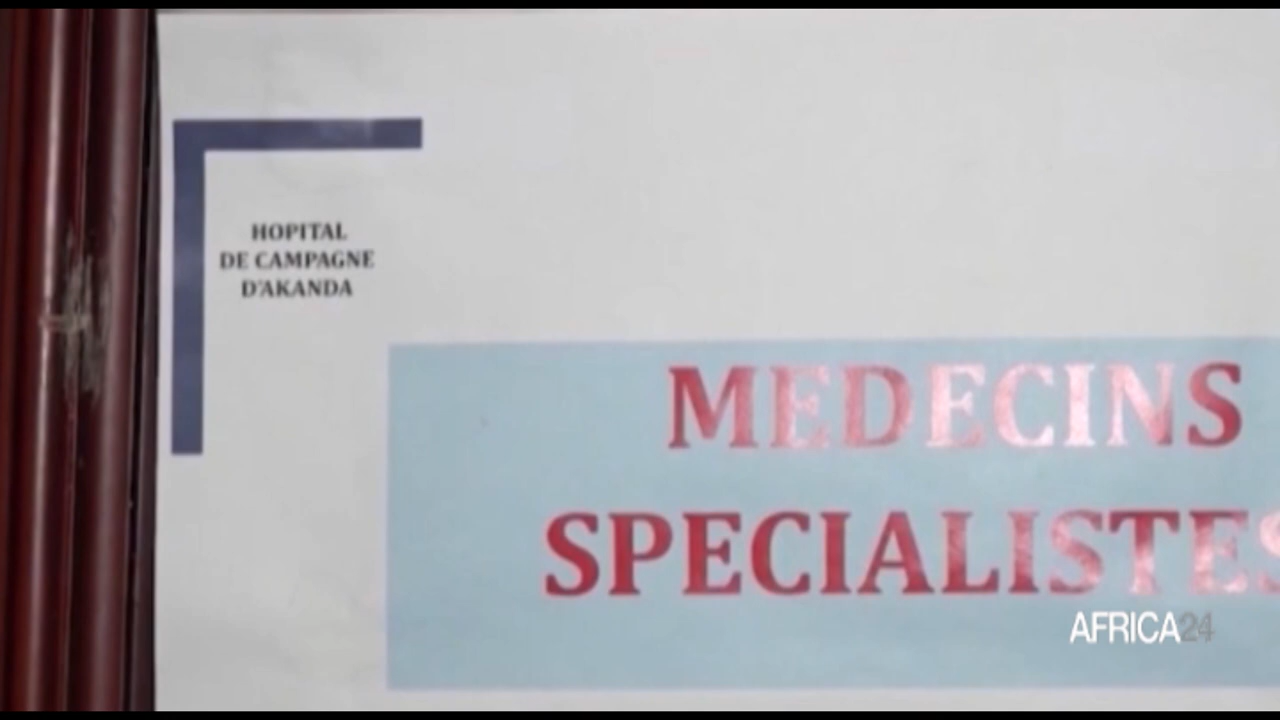 HOPITAL
DE CAMPAGNE
D'AKANDA
MEDECINS
SPECIALISTES
AFRICA24